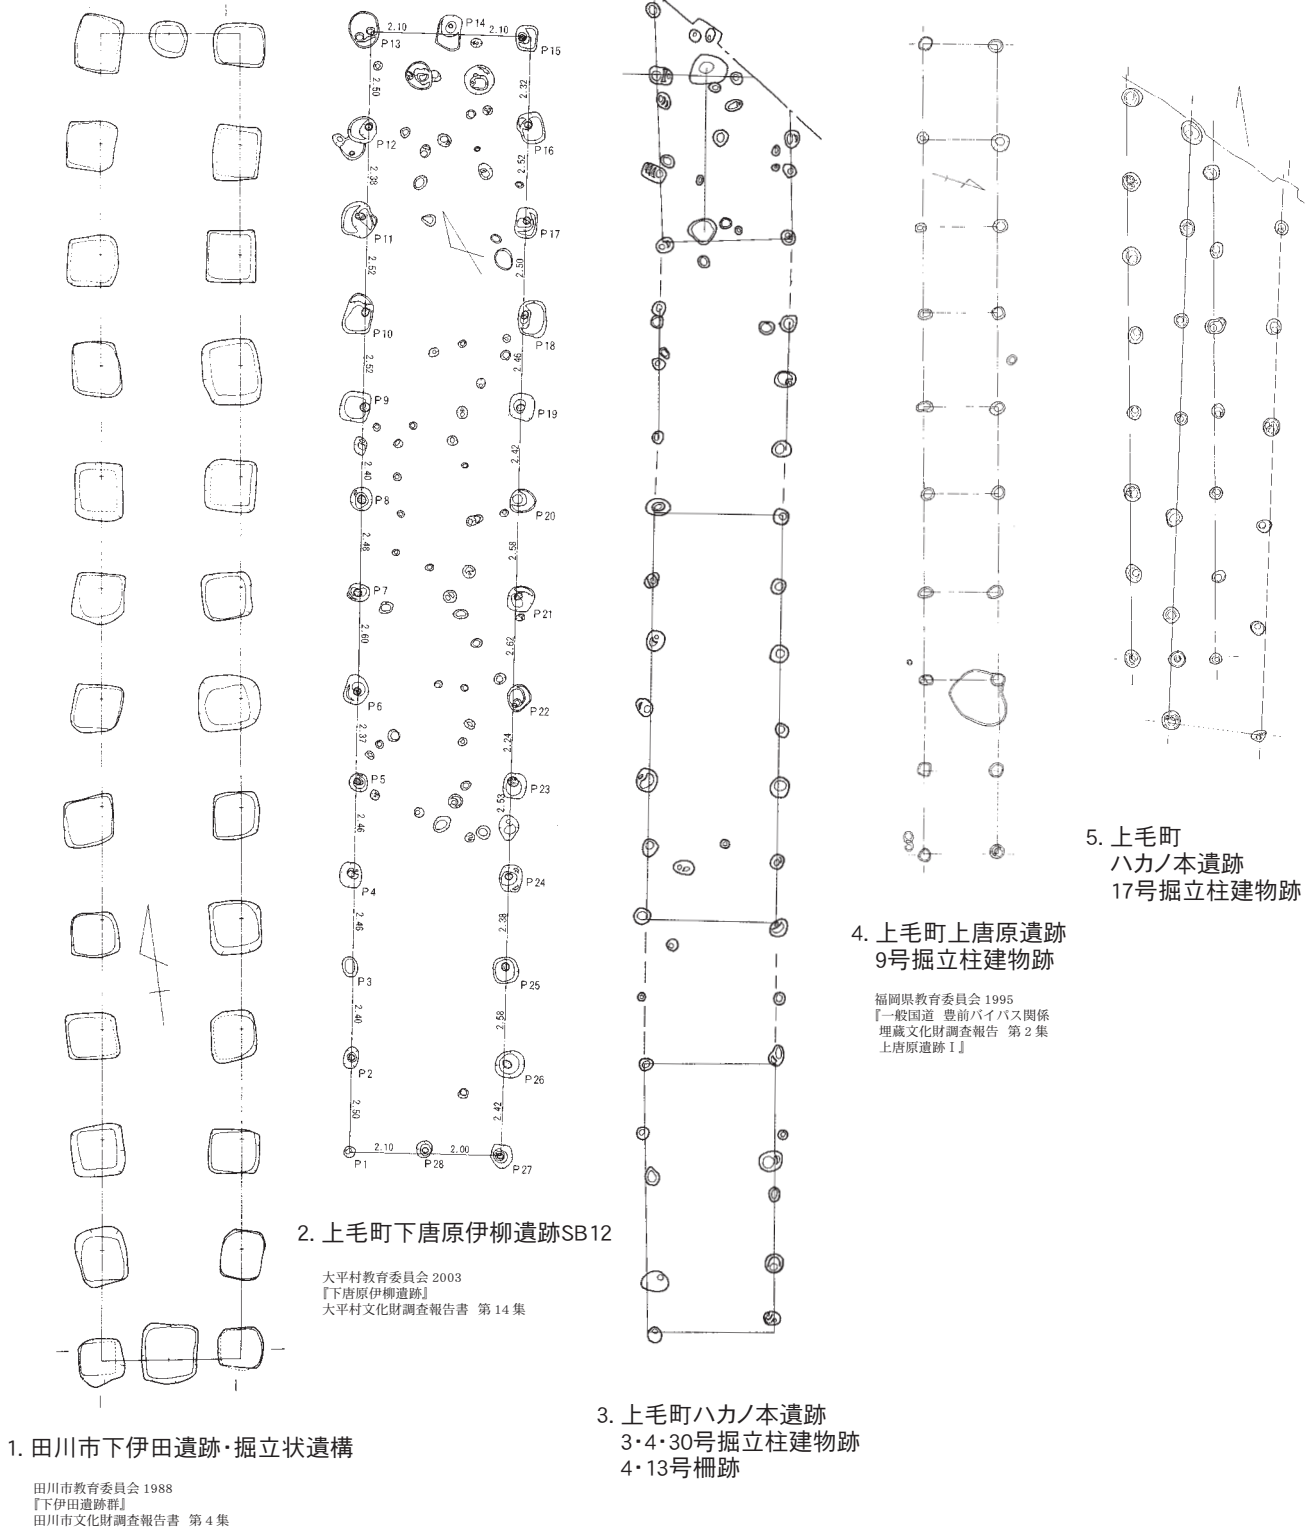 P13
2.10
P14
2.10
P15
2.50
2.32
P12
P16
2.38
2.52
P11
P17
2.52
2.50
P10
P18
2.52
2.46
P9
P19
2.40
2.42
P8
P20
2.48
2.58
P7
P21
2.60
2.62
P6
P22
2.37
2.24
P5
P23
2.46
2.53
P4
P24
2.46
2.38
P3
P25
2.40
2.58
P2
P26
2.50
2.42
P1
2.10
P28
2.00
P27
1. 田川市下伊田遺跡・掘立状遺構
田川市教育委員会 1988
『下伊田遺跡群』
田川市文化財調査報告書 第4集
2. 上毛町下唐原伊柳遺跡SB12
大平村教育委員会 2003
『下唐原伊柳遺跡』
大平村文化財調査報告書 第14集
3. 上毛町ハカノ本遺跡
3・4・30号掘立柱建物跡
4・13号柵跡
4. 上毛町上唐原遺跡
9号掘立柱建物跡
福岡県教育委員会 1995
『一般国道 豊前バイパス関係
埋蔵文化財調査報告 第2集
上唐原遺跡Ⅰ』
5. 上毛町
ハカノ本遺跡
17号掘立柱建物跡